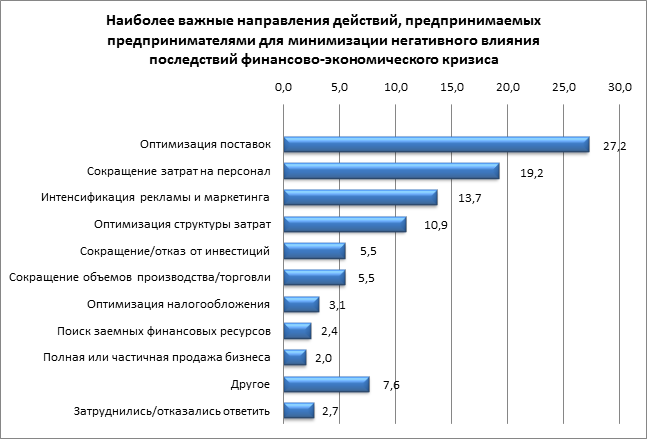 Наиболее важные направления действий, предпринимаемых
предпринимателями для минимизации негативного влияния
последствий финансово-экономического кризиса
0,0 5,0 10,0 15,0 20,0 25,0 30,0
Оптимизация поставок 27,2
Сокращение затрат на персонал 19,2
Интенсификация рекламы и маркетинга 13,7
Оптимизация структуры затрат 10,9
Сокращение/отказ от инвестиций 5,5
Сокращение объемов производства/торговли 5,5
Оптимизация налогообложения 3,1
Поиск заемных финансовых ресурсов 2,4
Полная или частичная продажа бизнеса 2,0
Другое 7,6
Затруднились/отказались ответить 2,7